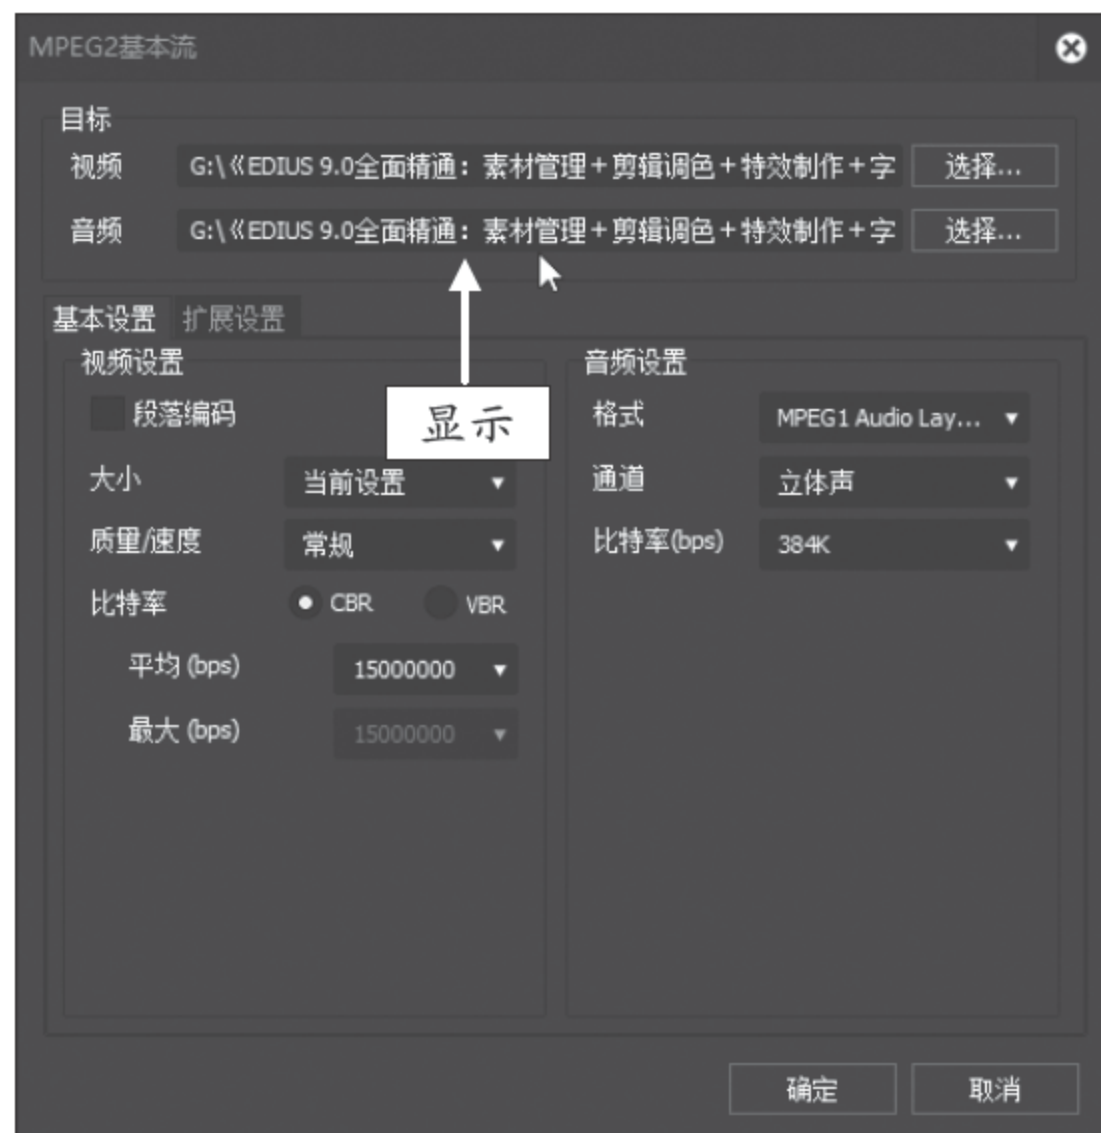 MPEG2基本流
目标
视频 G:\《EDIUS 9.0全面精通：素材管理+剪辑调色+特效制作+字 选择...
音频 G:\《EDIUS 9.0全面精通：素材管理+剪辑调色+特效制作+字 选择...
基本设置 扩展设置
视频设置
段落编码
显示
大小 当前设置
质量/速度 常规
比特率 CBR VBR
平均 (bps) 15000000
最大 (bps) 15000000
音频设置
格式 MPEG1 Audio Lay...
通道 立体声
比特率(bps) 384K
确定 取消